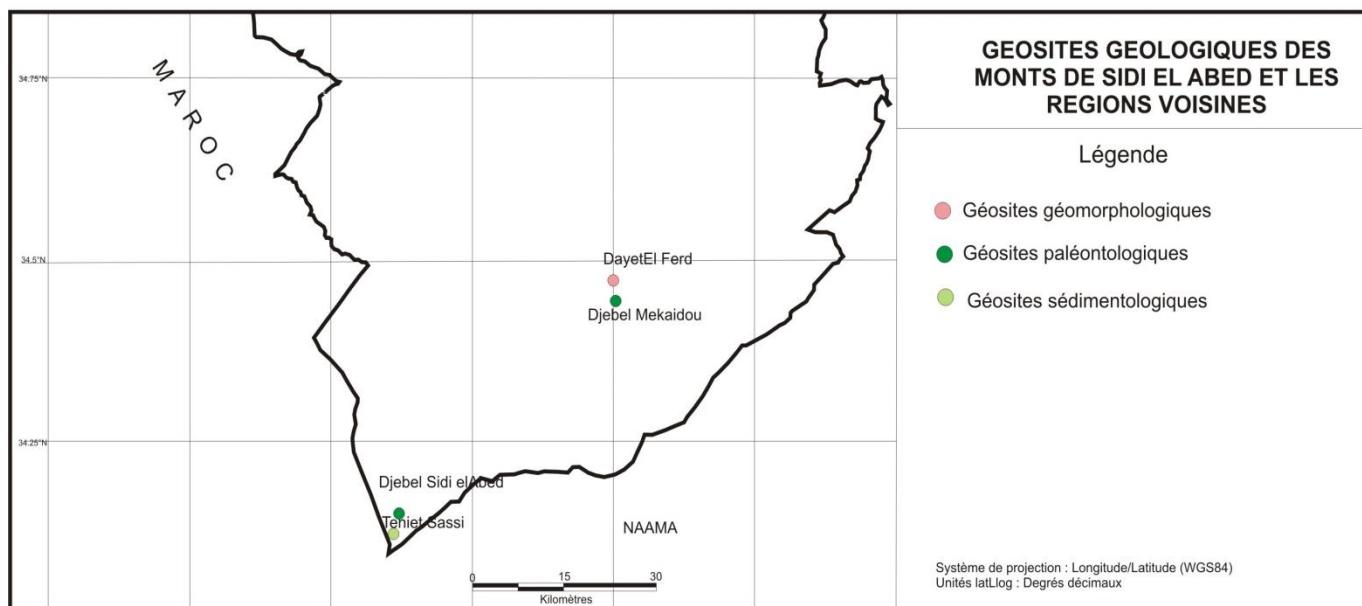 GEOSITES GEOLOGIQUES DES
MONTS DE SIDI EL ABED ET LES
REGIONS VOISINES
Légende
Géosites géomorphologiques
Géosites paléontologiques
Géosites sédimentologiques
MAROC
34.75°N
34.5°N
34.25°N
DayetEl Ferd
Djebel Mekaidou
Djebel Sidi elAbed
Teniet Sassi
NAAMA
0 15 30
Kilomètres
Système de projection : Longitude/Latitude (WGS84)
Unités latLlog : Degrés décimaux